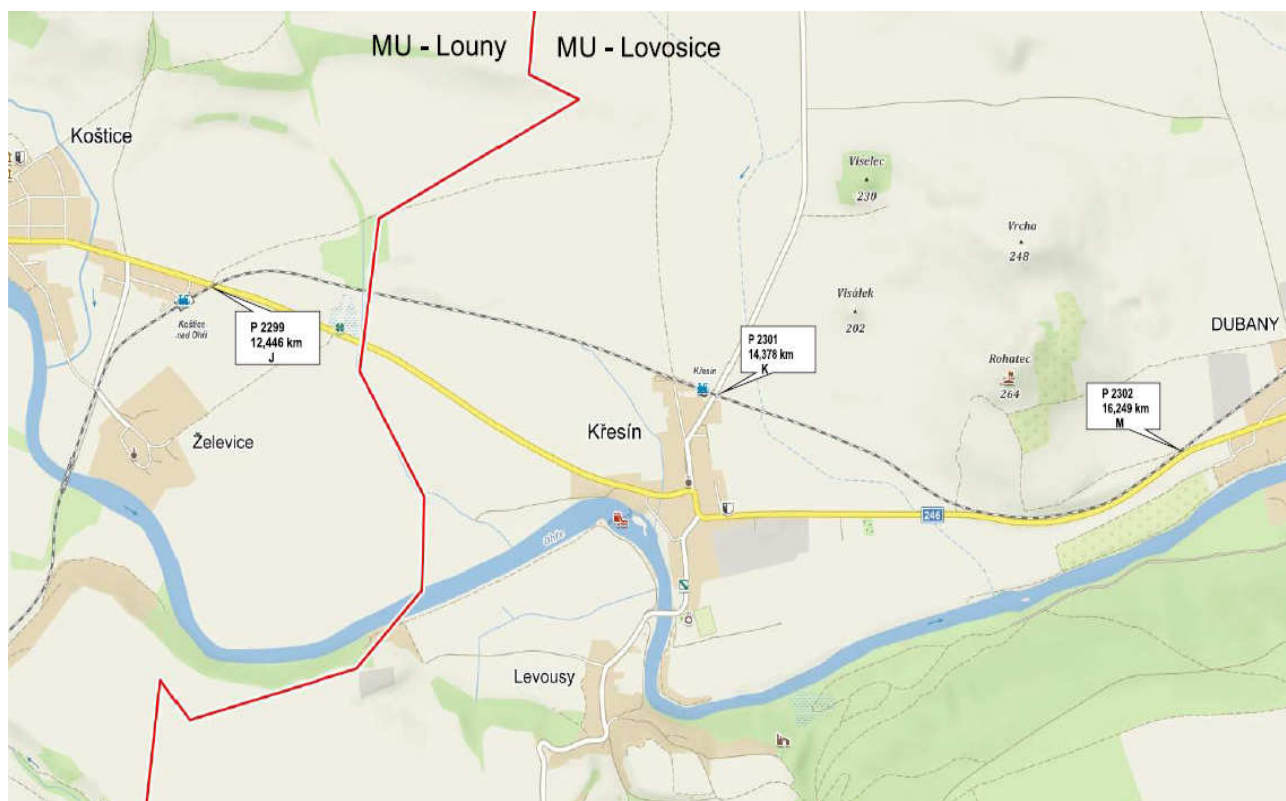 MU - Louny
MU - Lovosice
Koštice
Viselec
230
Vrcha
248
Koštice
nad Ohří
P 2299
12,446 km
J
Visálek
202
DUBANY
P 2301
14,378 km
K
Křesín
Rohatec
264
P 2302
16,249 km
M
Křesín
Želevice
246
Ohře
Levousy